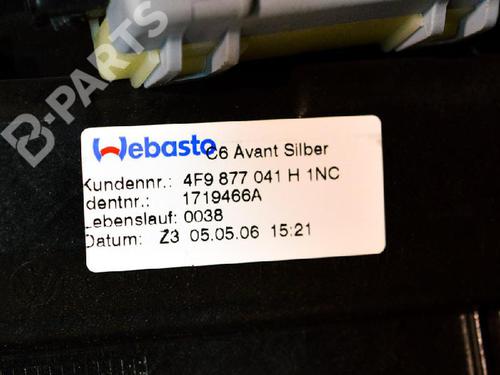 B-PARTS
Webasto C6 Avant Silber
Kundennr.: 4F9 877 041 H 1NC
dentnr.: 1719466A
Lebenslauf: 0038
Datum: Z3 05.05.06 15:21